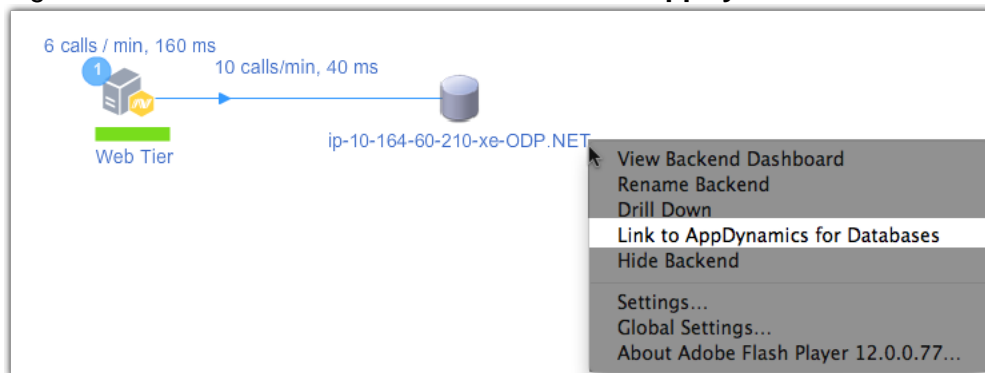 6 calls / min, 160 ms
10 calls/min, 40 ms
1
ip-10-164-60-210-xe-ODP.NET
Web Tier
View Backend Dashboard
Rename Backend
Drill Down
Link to AppDynamics for Databases
Hide Backend
Settings...
Global Settings...
About Adobe Flash Player 12.0.0.77...